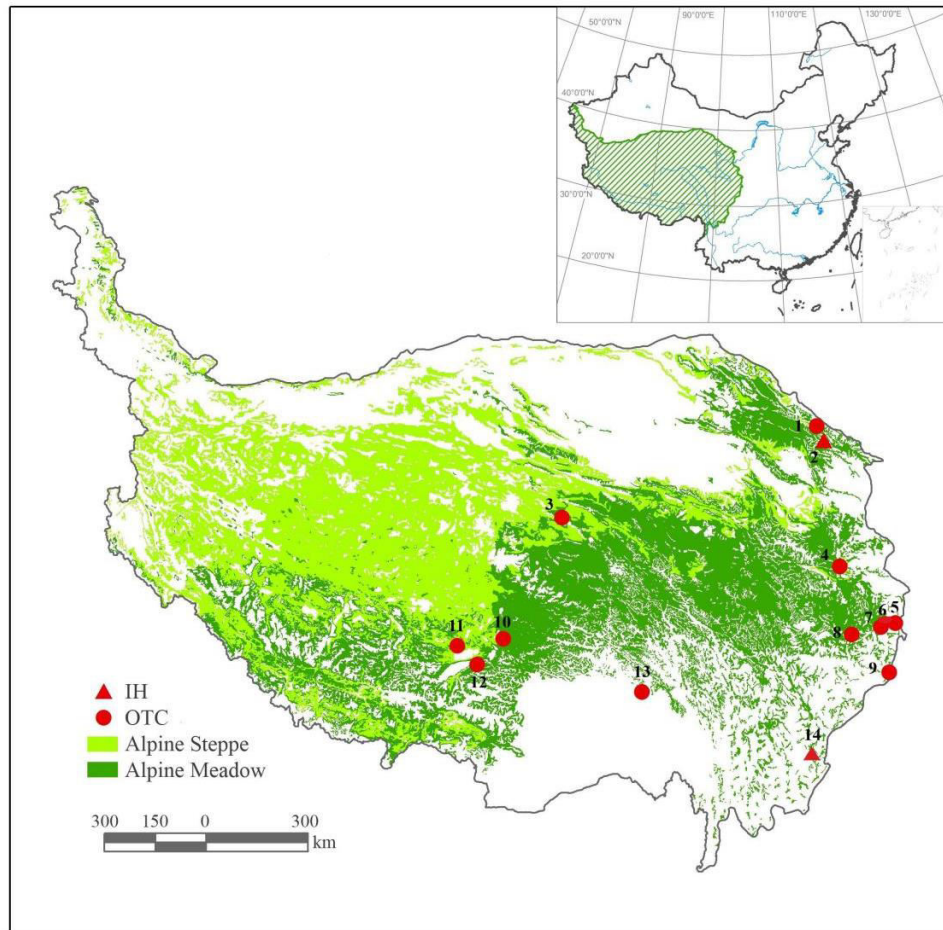 90°0'0"E
110°0'0"E
130°0'0"E
50°0'0"N
40°0'0"N
30°0'0"N
20°0'0"N
1
2
3
4
5
6
7
8
9
10
11
12
13
14
IH
OTC
Alpine Steppe
Alpine Meadow
300 150 0 300
km